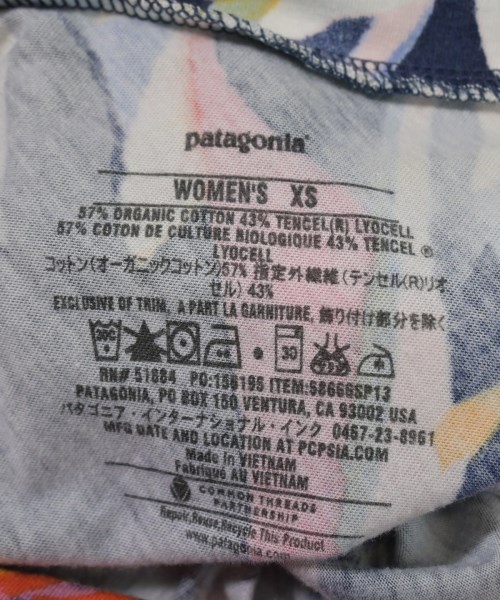 patagonia®
WOMEN'S XS
57% ORGANIC COTTON 43% TENCEL(R) LYOCELL
57% COTON DE CULTURE BIOLOGIQUE 43% TENCEL®
LYOCELL
コットン(オーガニックコットン)57% 指定外繊維(テンセル(R)リオ
セル) 43%
EXCLUSIVE OF TRIM, A PART LA GARNITURE, 飾り付け部分を除く
30C 30
RN# 51884 PO:156195 ITEM:58666SP13
PATAGONIA, PO BOX 150 VENTURA, CA 93002 USA
パタゴニア・インターナショナル・インク 0467-23-8961
MFG DATE AND LOCATION AT PCPSIA.COM
Made in VIETNAM
Fabriqué AU VIETNAM
COMMON THREADS
PARTNERSHIP
Repair,Reuse,Recycle This Product
www.patagonia.com